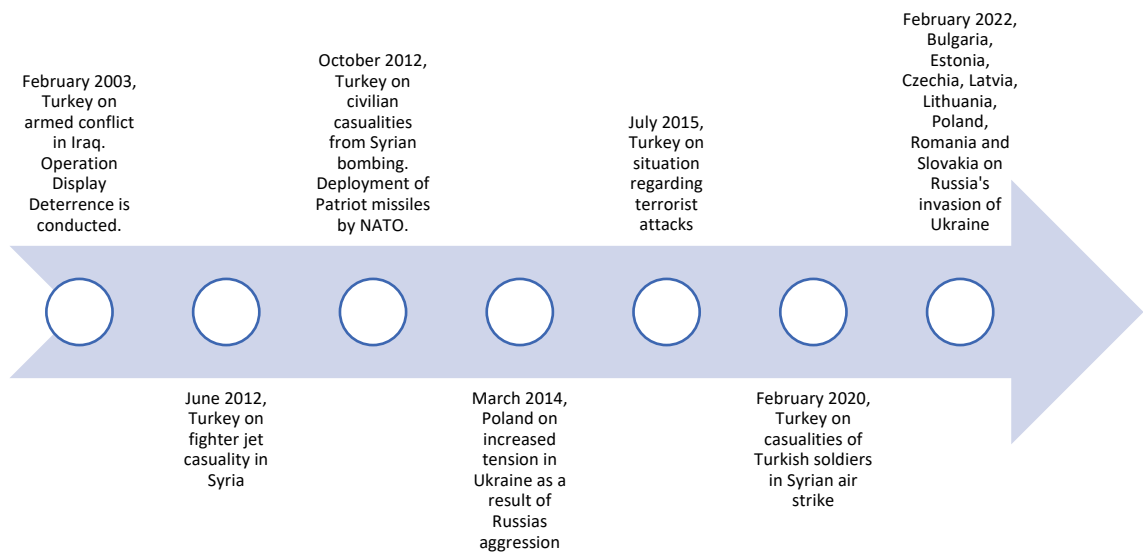 February 2003,
Turkey on
armed conflict
in Iraq.
Operation
Display
Deterrence is
conducted.
June 2012,
Turkey on
fighter jet
casuality in
Syria
October 2012,
Turkey on
civilian
casualities
from Syrian
bombing.
Deployment of
Patriot missiles
by NATO.
March 2014,
Poland on
increased
tension in
Ukraine as a
result of
Russias
aggression
July 2015,
Turkey on
situation
regarding
terrorist
attacks
February 2020,
Turkey on
casualities of
Turkish soldiers
in Syrian air
strike
February 2022,
Bulgaria,
Estonia,
Czechia, Latvia,
Lithuania,
Poland,
Romania and
Slovakia on
Russia's
invasion of
Ukraine